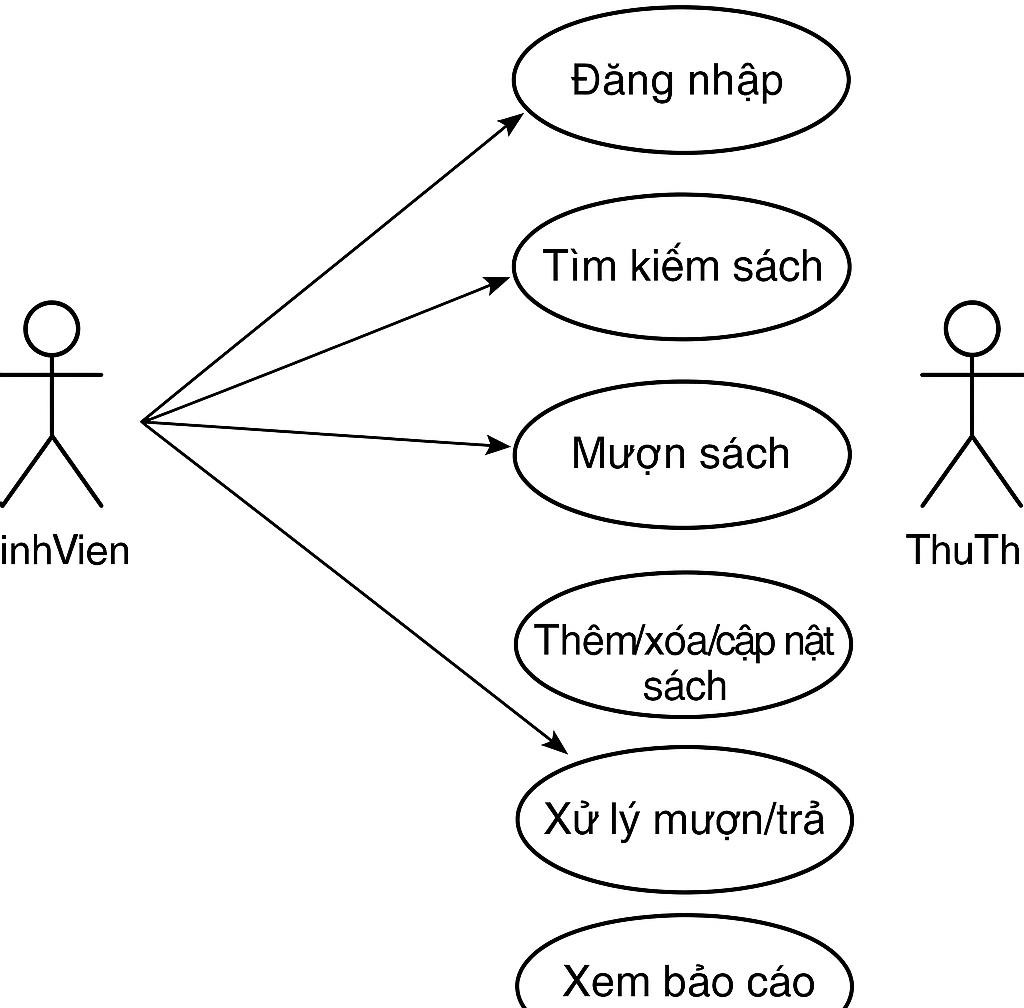 Đăng nhập
Tìm kiếm sách
Mượn sách
inhVien
ThuTh
Thêm/xóa/cập nật
sách
Xử lý mượn/trả
Xem bảo cáo